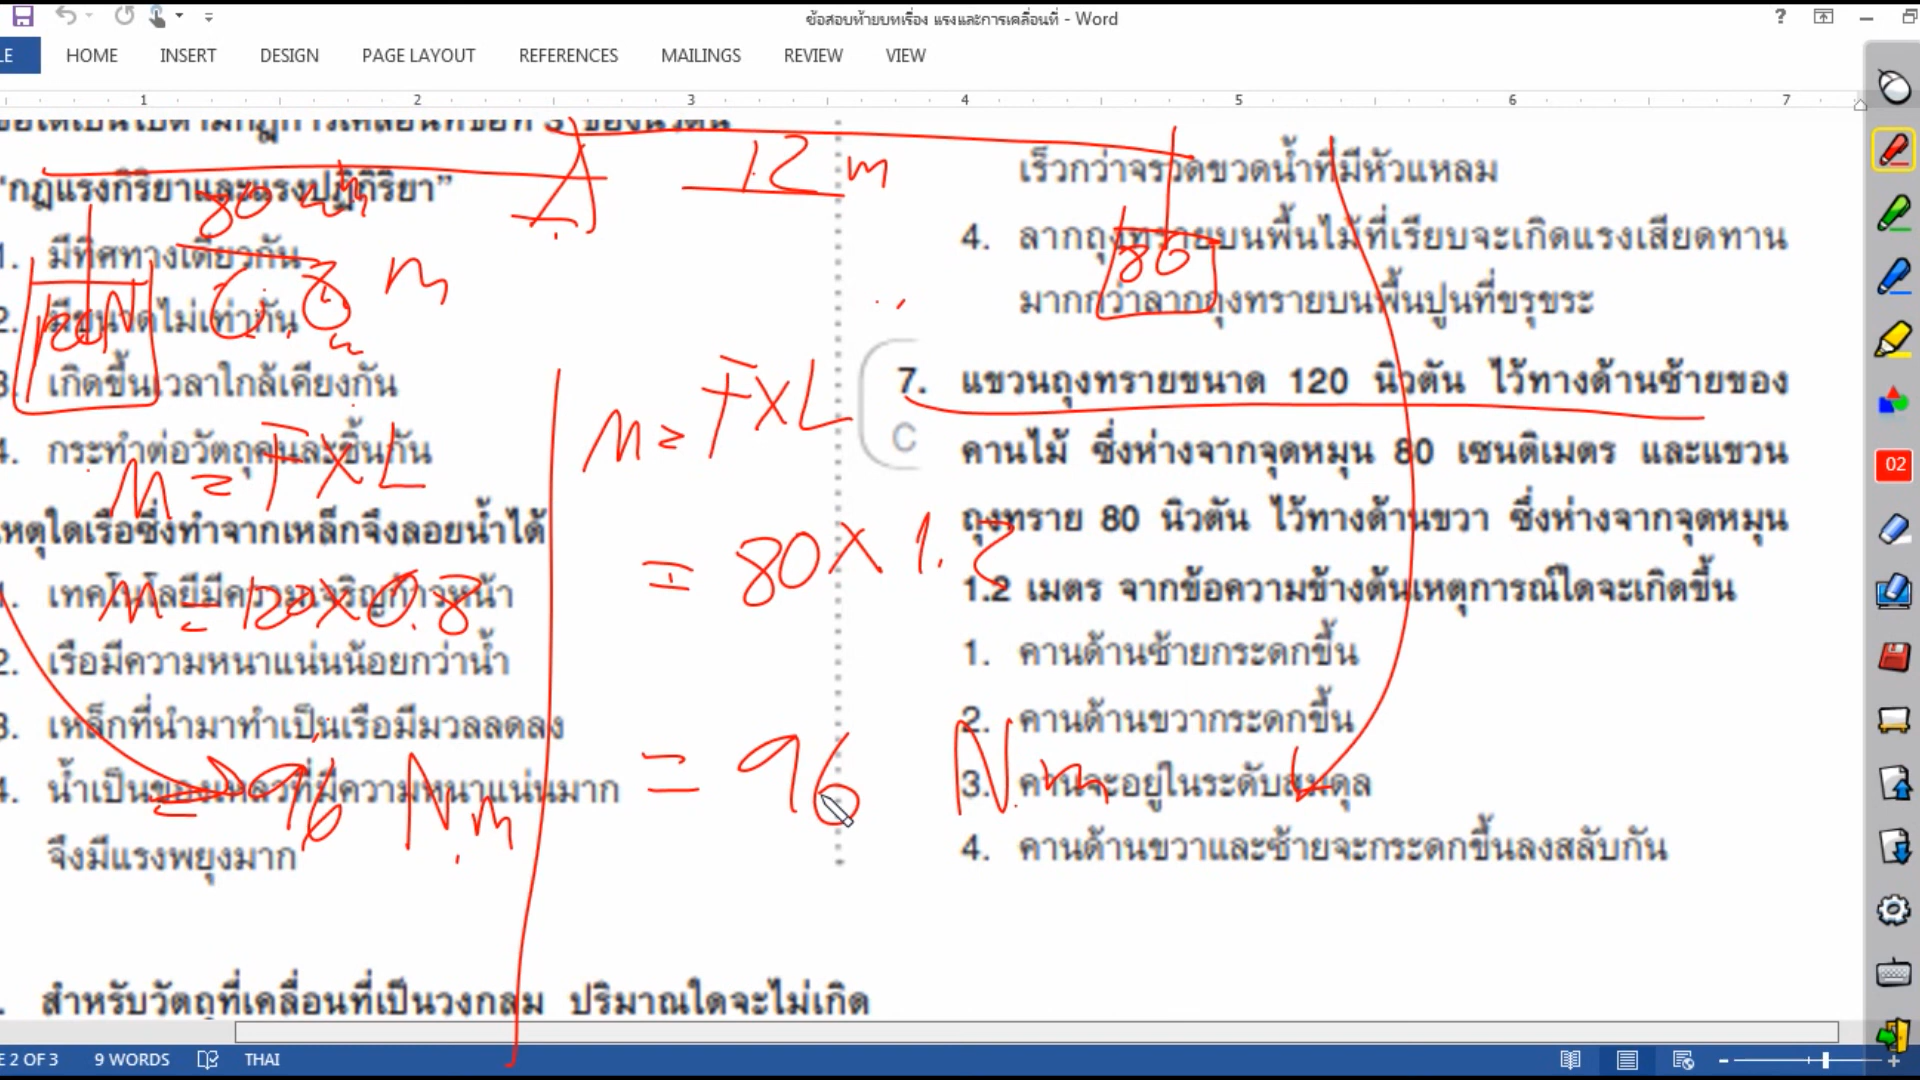 ข้อสอบท้ายบทเรื่อง แรงและการเคลื่อนที่ - Word
HOME INSERT DESIGN PAGE LAYOUT REFERENCES MAILINGS REVIEW VIEW
1 2 3 4 5 6 7
“กฎแรงกิริยาและแรงปฏิกิริยา”
1. มีทิศทางเดียวกัน
2. มีขนาดไม่เท่ากัน
3. เกิดขึ้นเวลาใกล้เคียงกัน
4. กระทำต่อวัตถุคนละชิ้นกัน
เหตุใดเรือซึ่งทำจากเหล็กจึงลอยน้ำได้
1. เทคโนโลยีมีความเจริญก้าวหน้า
2. เรือมีความหนาแน่นน้อยกว่าน้ำ
3. เหล็กที่นำมาทำเป็นเรือมีมวลลดลง
4. น้ำเป็นของเหลวที่มีความหนาแน่นมาก
จึงมีแรงพยุงมาก
สำหรับวัตถุที่เคลื่อนที่เป็นวงกลม ปริมาณใดจะไม่เกิด
เร็วกว่าจรวดขวดน้ำที่มีหัวแหลม
4. ลากถุงทรายบนพื้นไม้ที่เรียบจะเกิดแรงเสียดทาน
มากกว่าลากถุงทรายบนพื้นปูนที่ขรุขระ
7. แขวนถุงทรายขนาด 120 นิวตัน ไว้ทางด้านซ้ายของ
C
คานไม้ ซึ่งห่างจากจุดหมุน 80 เซนติเมตร และแขวน
ถุงทราย 80 นิวตัน ไว้ทางด้านขวา ซึ่งห่างจากจุดหมุน
1.2 เมตร จากข้อความข้างต้นเหตุการณ์ใดจะเกิดขึ้น
1. คานด้านซ้ายกระดกขึ้น
2. คานด้านขวากระดกขึ้น
3. คานจะอยู่ในระดับสมดุล
4. คานด้านขวาและซ้ายจะกระดกขึ้นลงสลับกัน
1.2 m
0.8 m
120N
80
M = F×L
M = 120×0.8
= 96 N.m
M = F×L
= 80×1.2
= 96 N.m
02
2 OF 3 9 WORDS THAI